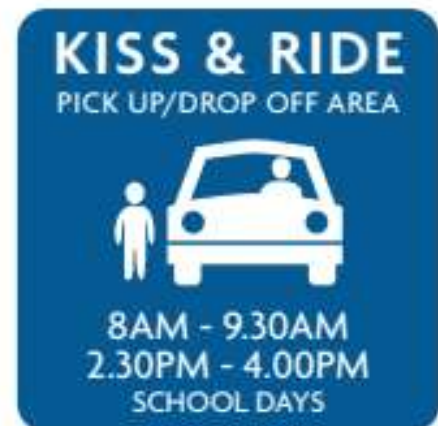 KISS & RIDE
PICK UP/DROP OFF AREA
8AM - 9.30AM
2.30PM - 4.00PM
SCHOOL DAYS